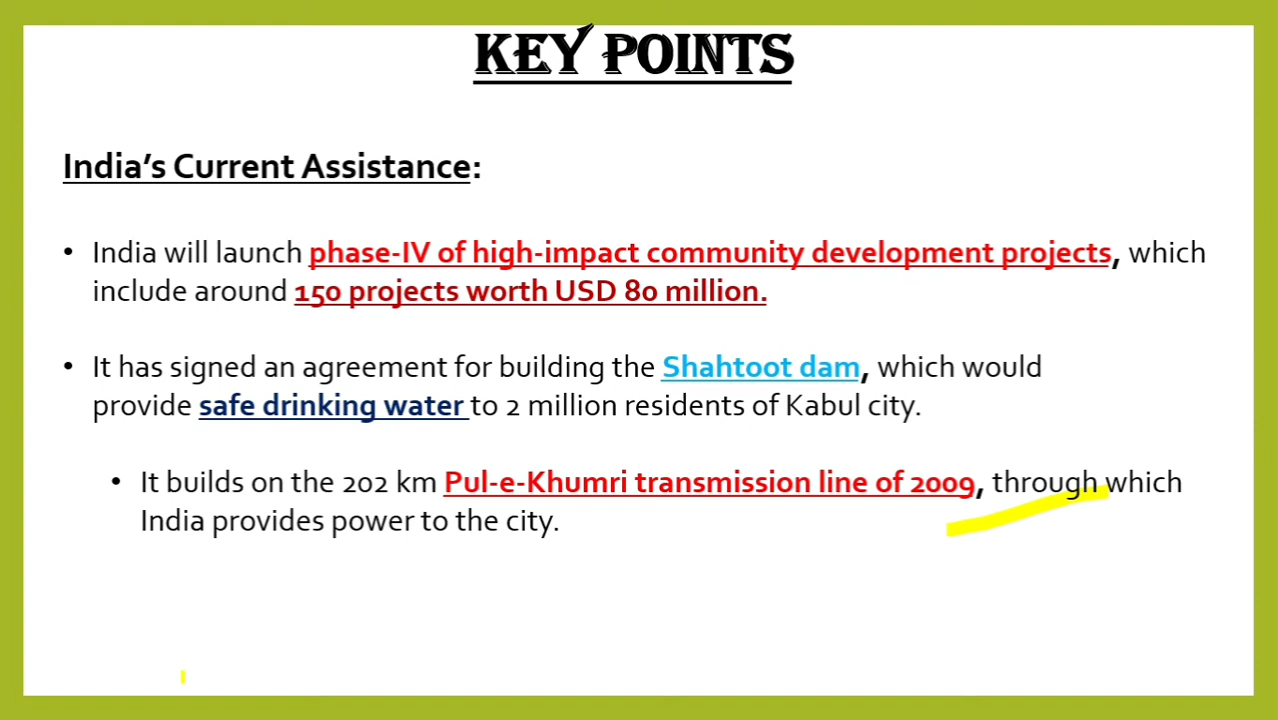 KEY POINTS
India’s Current Assistance:
• India will launch phase-IV of high-impact community development projects, which
include around 150 projects worth USD 80 million.
• It has signed an agreement for building the Shahtoot dam, which would
provide safe drinking water to 2 million residents of Kabul city.
• It builds on the 202 km Pul-e-Khumri transmission line of 2009, through which
India provides power to the city.